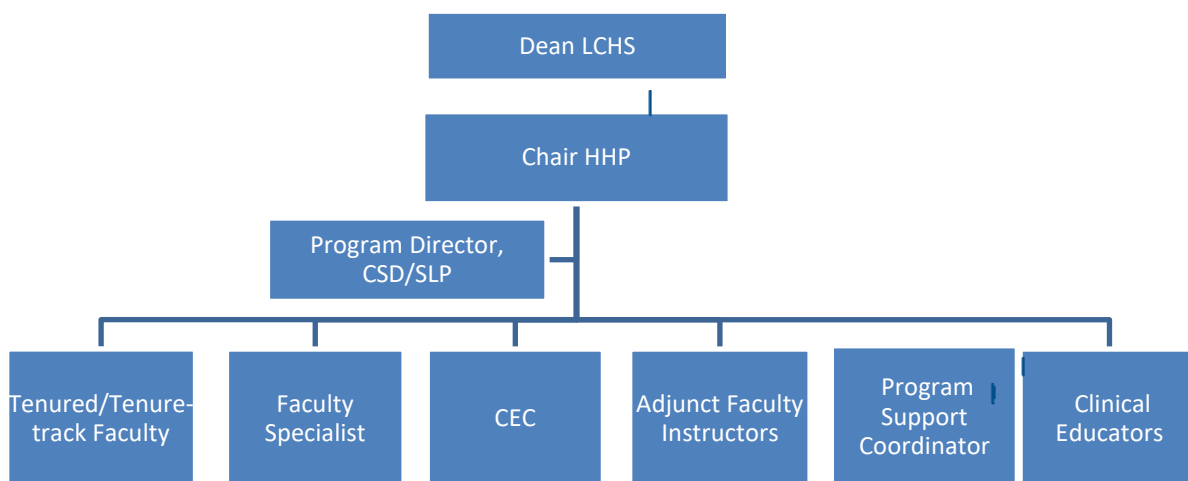 Dean LCHS
Chair HHP
Program Director,
CSD/SLP
Tenured/Tenure-
track Faculty
Faculty
Specialist
CEC
Adjunct Faculty
Instructors
Program
Support
Coordinator
Clinical
Educators